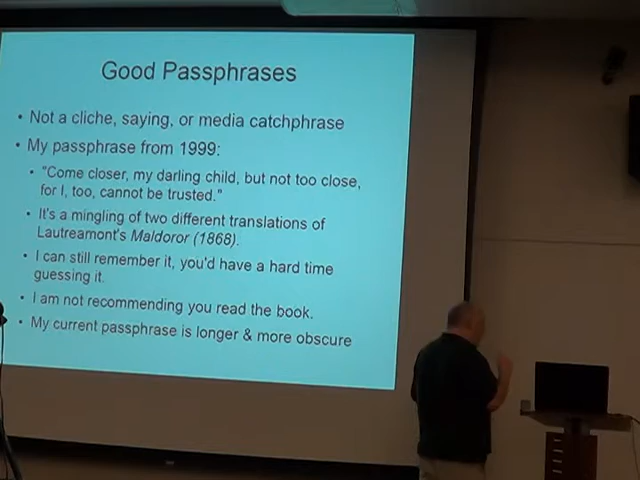 Good Passphrases
• Not a cliche, saying, or media catchphrase
• My passphrase from 1999:
• "Come closer, my darling child, but not too close,
for I, too, cannot be trusted."
• It's a mingling of two different translations of
Lautreamont's Maldoror (1868).
• I can still remember it, you'd have a hard time
guessing it.
• I am not recommending you read the book.
• My current passphrase is longer & more obscure